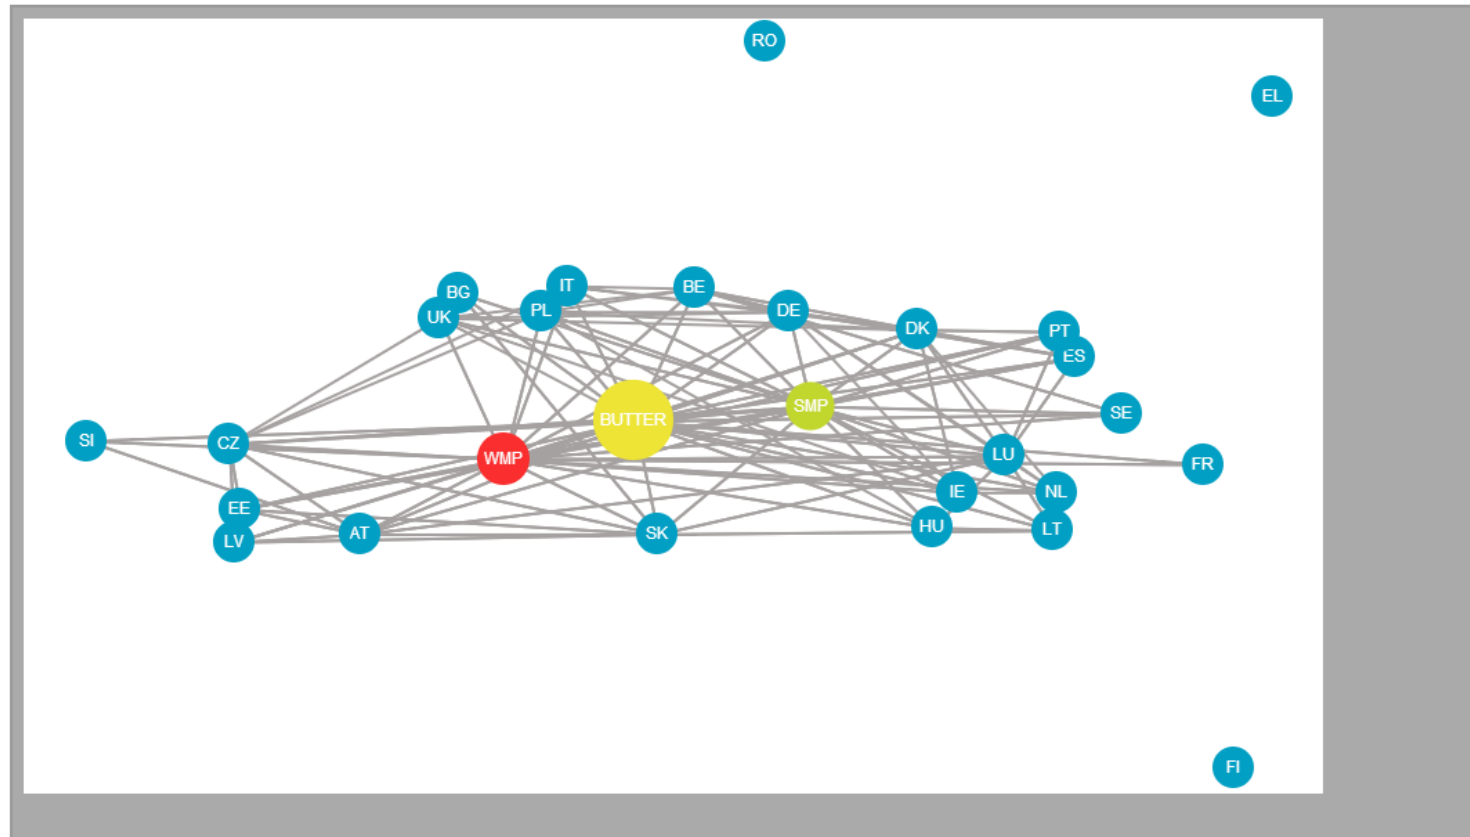 RO
EL
IT
BE
BG
PL
DE
UK
DK
PT
ES
SMP
SE
BUTTER
SI
CZ
LU
WMP
FR
IE
NL
EE
HU
LT
AT
SK
LV
FI